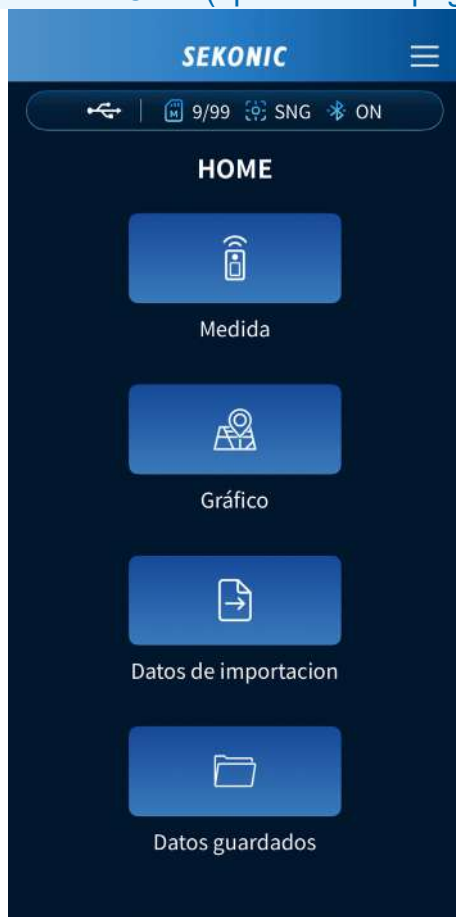 SEKONIC
M 9/99 SNG ON
HOME
Medida
Gráfico
Datos de importacion
Datos guardados